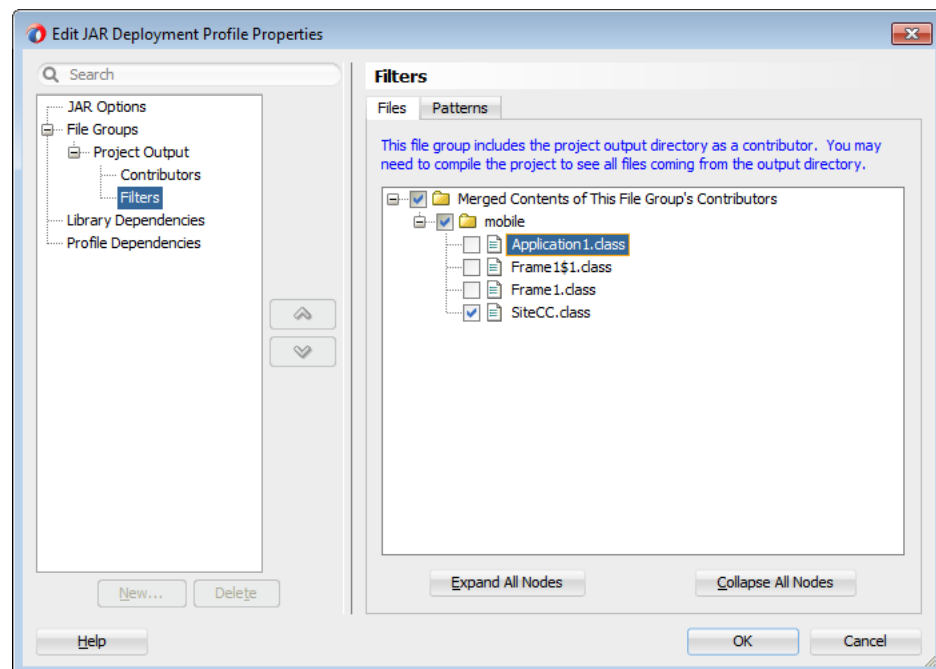 Edit JAR Deployment Profile Properties
Search
JAR Options
File Groups
Project Output
Contributors
Filters
Library Dependencies
Profile Dependencies
New...
Delete
Filters
Files
Patterns
This file group includes the project output directory as a contributor. You may
need to compile the project to see all files coming from the output directory.
Merged Contents of This File Group's Contributors
mobile
Application1.class
Frame1$1.class
Frame1.class
SiteCC.class
Expand All Nodes
Collapse All Nodes
Help
OK
Cancel